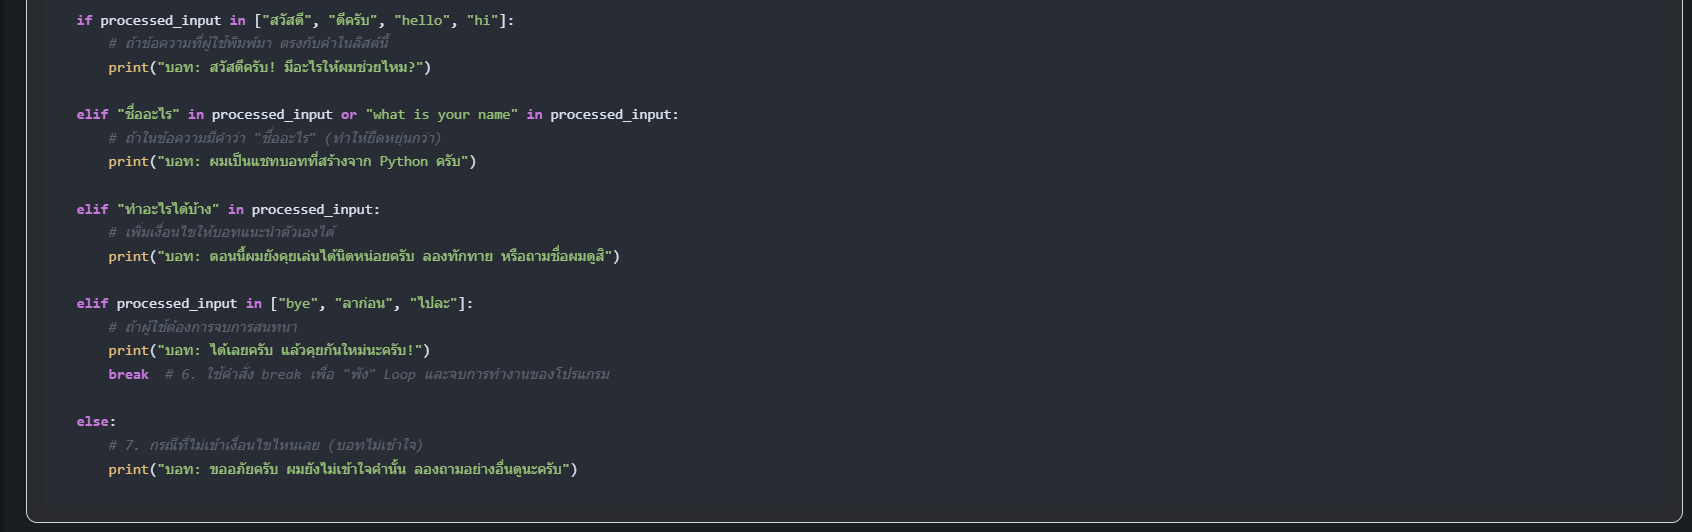 if processed_input in ["สวัสดี", "ดีครับ", "hello", "hi"]:
# ถ้าข้อความที่ผู้ใช้พิมพ์มา ตรงกับคำในลิสต์นี้
print("บอท: สวัสดีครับ! มีอะไรให้ผมช่วยไหม?")
elif "ชื่ออะไร" in processed_input or "what is your name" in processed_input:
# ถ้าในข้อความมีคำว่า "ชื่ออะไร" (ทำให้ยืดหยุ่นกว่า)
print("บอท: ผมเป็นแชทบอทที่สร้างจาก Python ครับ")
elif "ทำอะไรได้บ้าง" in processed_input:
# เพิ่มเงื่อนไขให้บอทแนะนำตัวเองได้
print("บอท: ตอนนี้ผมยังคุยเล่นได้นิดหน่อยครับ ลองทักทาย หรือถามชื่อผมดูสิ")
elif processed_input in ["bye", "ลาก่อน", "ไปละ"]:
# ถ้าผู้ใช้ต้องการจบการสนทนา
print("บอท: ได้เลยครับ แล้วคุยกันใหม่นะครับ!")
break # 6. ใช้คำสั่ง break เพื่อ "พัง" Loop และจบการทำงานของโปรแกรม
else:
# 7. กรณีที่ไม่เข้าเงื่อนไขไหนเลย (บอทไม่เข้าใจ)
print("บอท: ขออภัยครับ ผมยังไม่เข้าใจคำนั้น ลองถามอย่างอื่นดูนะครับ")